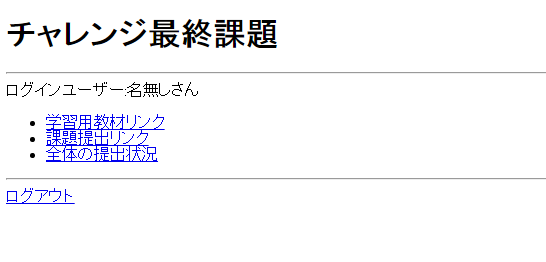 チャレンジ最終課題
ログインユーザー:名無しさん
学習用教材リンク
課題提出リンク
全体の提出状況
ログアウト